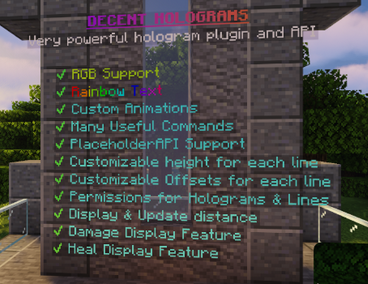 DECENT HOLOGRAMS
Very powerful hologram plugin and API
✓ RGB Support
✓ Rainbow Text
✓ Custom Animations
✓ Many Useful Commands
✓ PlaceholderAPI Support
✓ Customizable height for each line
✓ Customizable Offsets for each line
✓ Permissions for Holograms & Lines
✓ Display & Update distance
✓ Damage Display Feature
✓ Heal Display Feature